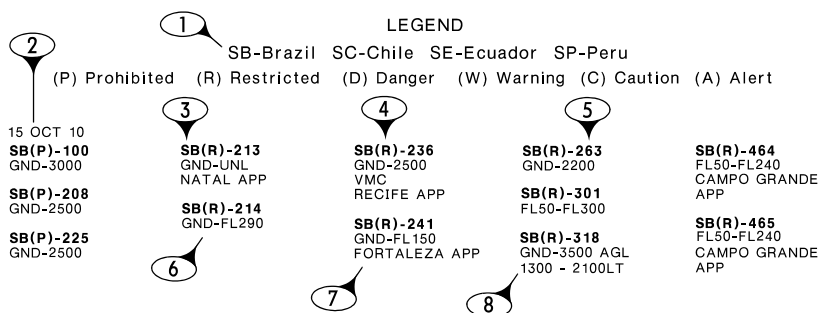 LEGEND
1
SB-Brazil SC-Chile SE-Ecuador SP-Peru
2
(P) Prohibited (R) Restricted (D) Danger (W) Warning (C) Caution (A) Alert
3
4
5
15 OCT 10
SB(P)-100
GND-3000
SB(P)-208
GND-2500
SB(P)-225
GND-2500
SB(R)-213
GND-UNL
NATAL APP
SB(R)-214
GND-FL290
6
SB(R)-236
GND-2500
VMC
RECIFE APP
SB(R)-241
GND-FL150
FORTALEZA APP
7
SB(R)-263
GND-2200
SB(R)-301
FL50-FL300
SB(R)-318
GND-3500 AGL
1300 - 2100LT
8
SB(R)-464
FL50-FL240
CAMPO GRANDE
APP
SB(R)-465
FL50-FL240
CAMPO GRANDE
APP